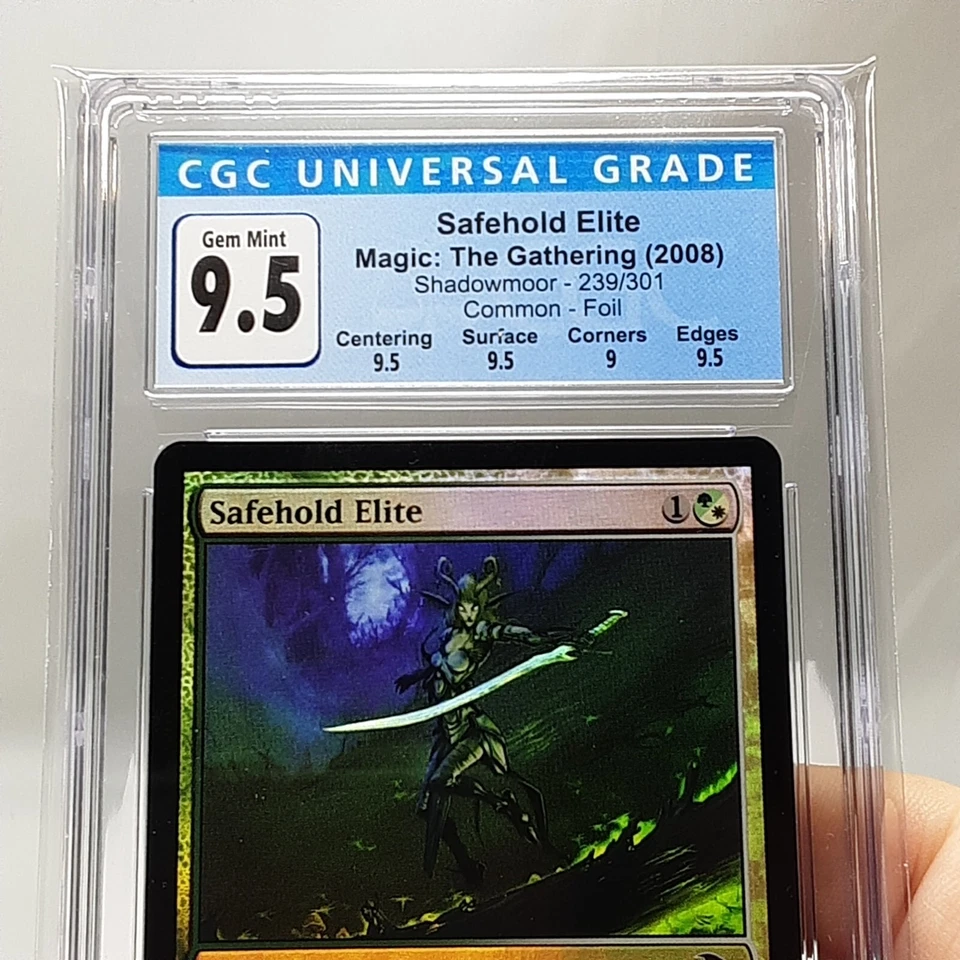 CGC UNIVERSAL GRADE
Gem Mint
9.5
Safehold Elite
Magic: The Gathering (2008)
Shadowmoor - 239/301
Common - Foil
Centering Surface Corners Edges
9.5 9.5 9 9.5
Safehold Elite 1